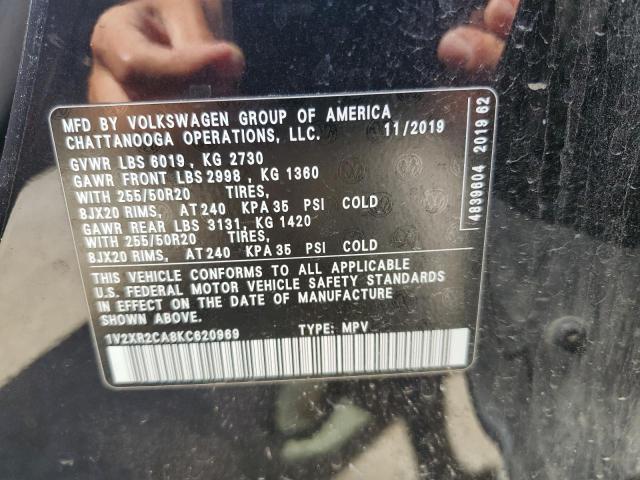 MFD BY VOLKSWAGEN GROUP OF AMERICA
CHATTANOOGA OPERATIONS, LLC. 11/2019
GVWR LBS 6019, KG 2730
GAWR FRONT LBS 2998, KG 1360
WITH 255/50R20 TIRES,
8JX20 RIMS, AT 240 KPA 35 PSI COLD
GAWR REAR LBS 3131, KG 1420
WITH 255/50R20 TIRES,
8JX20 RIMS, AT 240 KPA 35 PSI COLD
THIS VEHICLE CONFORMS TO ALL APPLICABLE
U.S. FEDERAL MOTOR VEHICLE SAFETY STANDARDS
IN EFFECT ON THE DATE OF MANUFACTURE
SHOWN ABOVE.
1V2XR2CA8KC620969 TYPE: MPV
4839604 2019 62